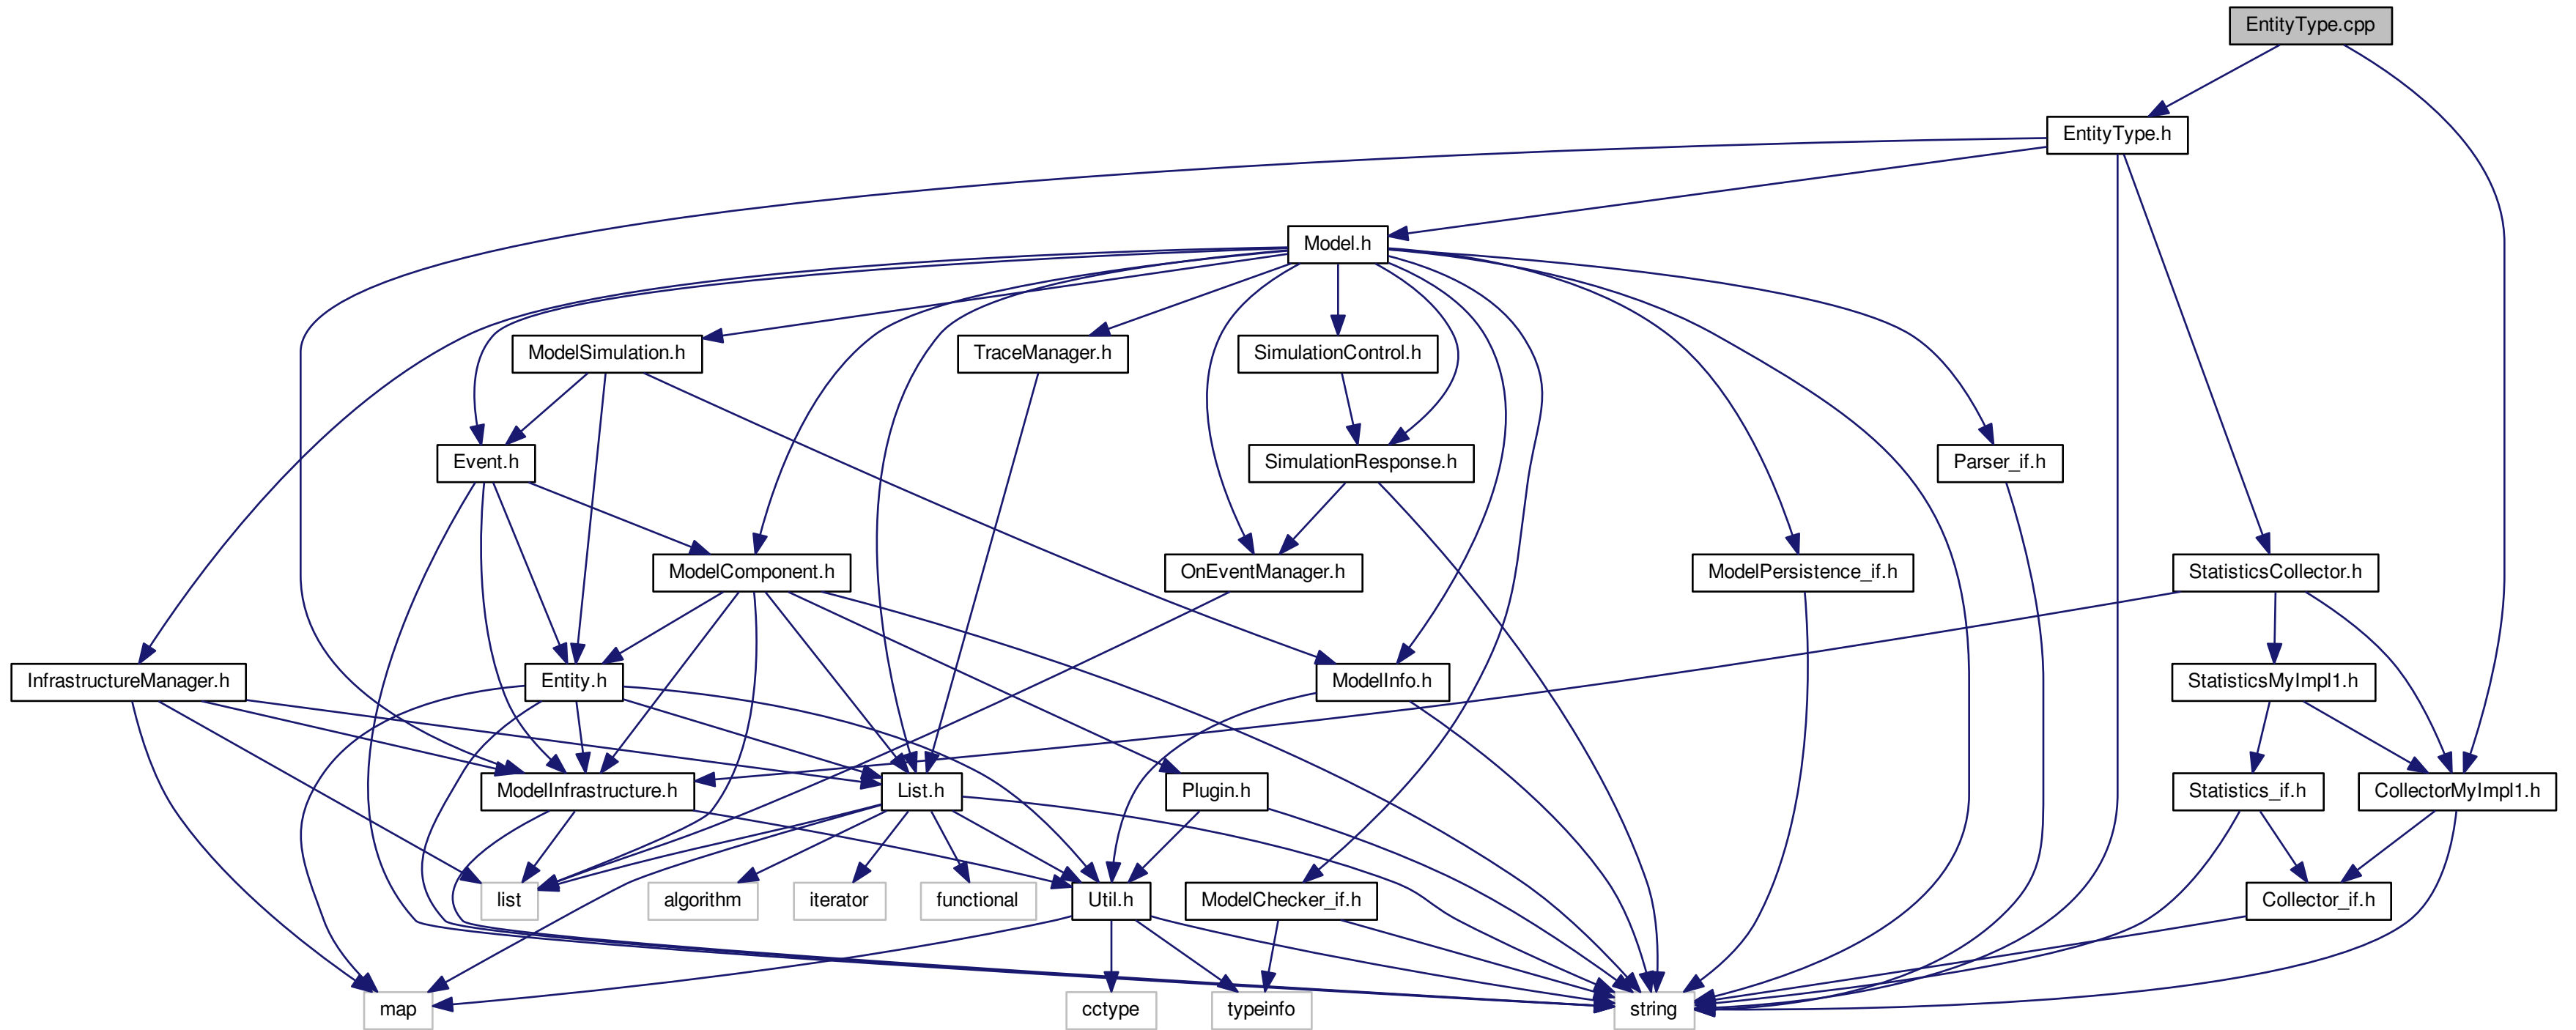 EntityType.cpp
EntityType.h
Model.h
ModelSimulation.h
TraceManager.h
SimulationControl.h
Event.h
SimulationResponse.h
Parser_if.h
ModelComponent.h
OnEventManager.h
ModelPersistence_if.h
StatisticsCollector.h
InfrastructureManager.h
Entity.h
ModelInfo.h
StatisticsMyImpl1.h
ModelInfrastructure.h
List.h
Plugin.h
Statistics_if.h
CollectorMyImpl1.h
list
algorithm
iterator
functional
Util.h
ModelChecker_if.h
Collector_if.h
map
cctype
typeinfo
string